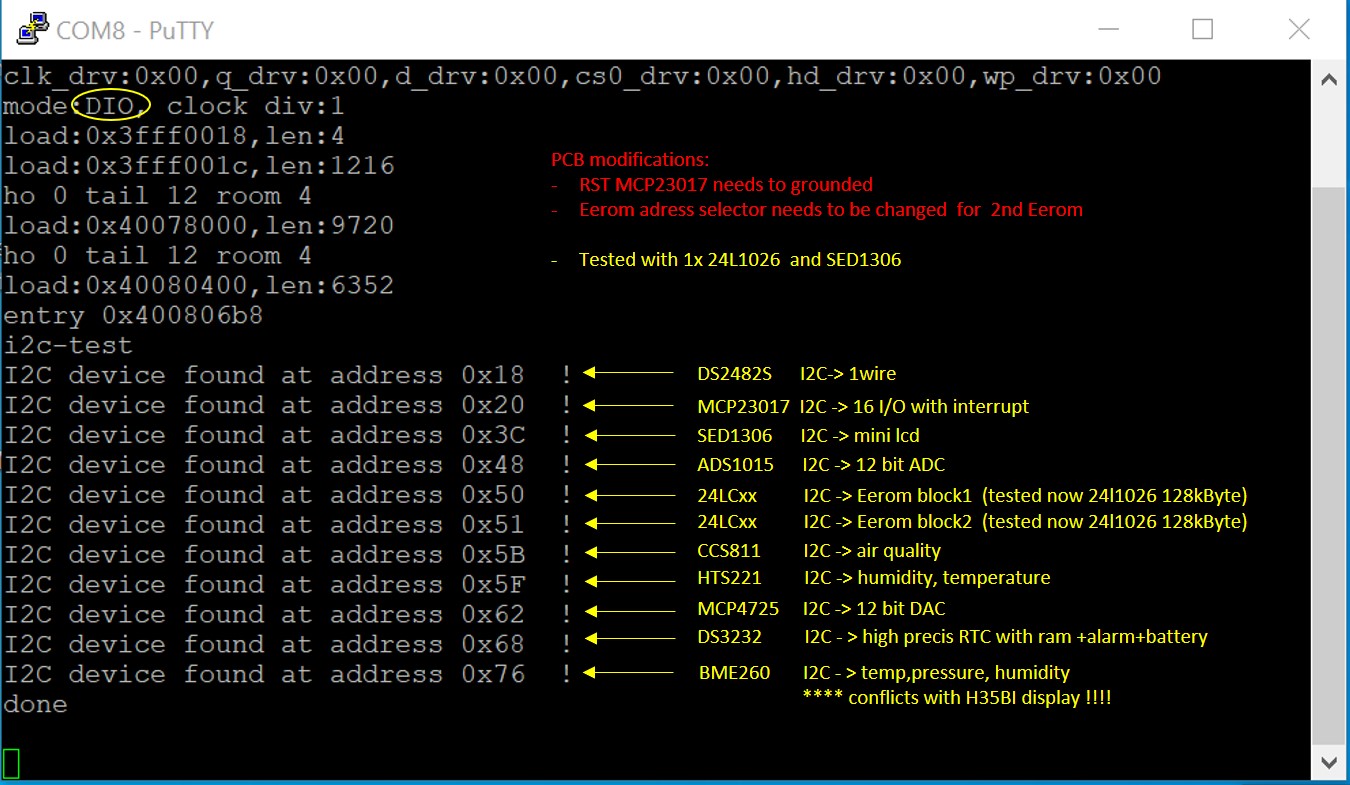 COM8 - PuTTY
clk_drv:0x00,q_drv:0x00,d_drv:0x00,cs0_drv:0x00,hd_drv:0x00,wp_drv:0x00
mode:DIO, clock div:1
load:0x3fff0018,len:4
load:0x3fff001c,len:1216
ho 0 tail 12 room 4
load:0x40078000,len:9720
ho 0 tail 12 room 4
load:0x40080400,len:6352
entry 0x400806b8
i2c-test
PCB modifications:
- RST MCP23017 needs to grounded
- Eerom adress selector needs to be changed for 2nd Eerom
- Tested with 1x 24L1026 and SED1306
I2C device found at address 0x18 ! DS2482S I2C-> 1wire
I2C device found at address 0x20 ! MCP23017 I2C -> 16 I/O with interrupt
I2C device found at address 0x3C ! SED1306 I2C -> mini lcd
I2C device found at address 0x48 ! ADS1015 I2C -> 12 bit ADC
I2C device found at address 0x50 ! 24LCxx I2C -> Eerom block1 (tested now 24l1026 128kByte)
I2C device found at address 0x51 ! 24LCxx I2C -> Eerom block2 (tested now 24l1026 128kByte)
I2C device found at address 0x5B ! CCS811 I2C -> air quality
I2C device found at address 0x5F ! HTS221 I2C -> humidity, temperature
I2C device found at address 0x62 ! MCP4725 I2C -> 12 bit DAC
I2C device found at address 0x68 ! DS3232 I2C - > high precis RTC with ram +alarm+battery
I2C device found at address 0x76 ! BME260 I2C - > temp,pressure, humidity
**** conflicts with H35BI display !!!!
done